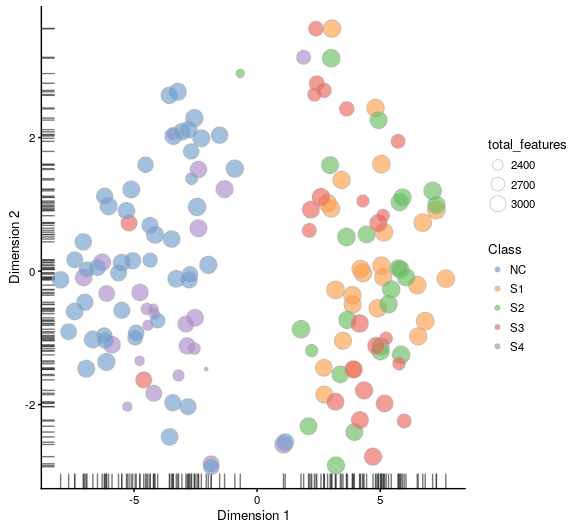 Dimension 2
2
0
-2
-5
0
5
Dimension 1
total_features
2400
2700
3000
Class
NC
S1
S2
S3
S4